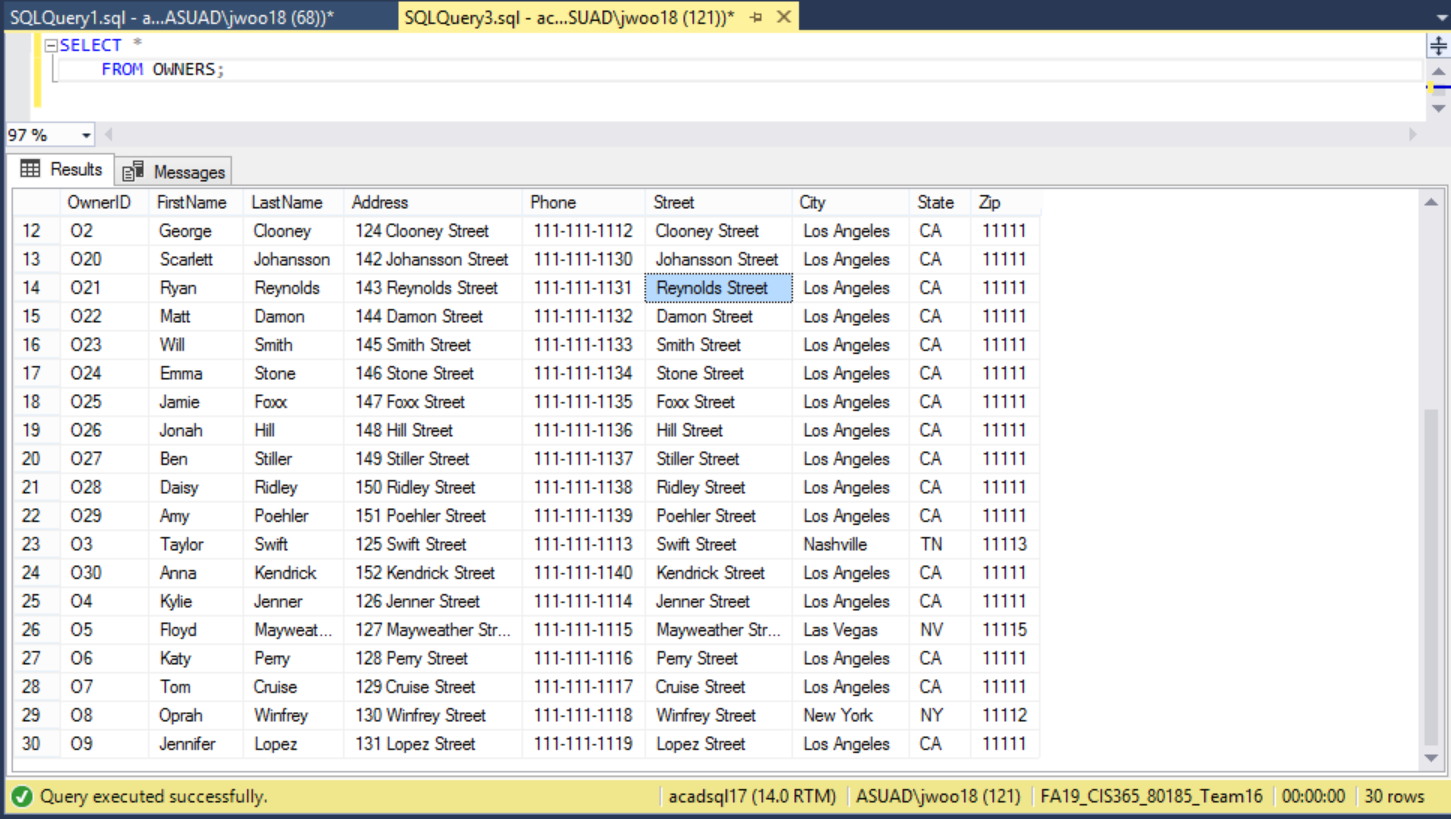 SQLQuery1.sql - a...ASUAD\jwoo18 (68))* SQLQuery3.sql - ac...SUAD\jwoo18 (121))*
SELECT *
FROM OWNERS;
97 %
Results Messages
OwnerID FirstName LastName Address Phone Street City State Zip
12 O2 George Clooney 124 Clooney Street 111-111-1112 Clooney Street Los Angeles CA 11111
13 O20 Scarlett Johansson 142 Johansson Street 111-111-1130 Johansson Street Los Angeles CA 11111
14 O21 Ryan Reynolds 143 Reynolds Street 111-111-1131 Reynolds Street Los Angeles CA 11111
15 O22 Matt Damon 144 Damon Street 111-111-1132 Damon Street Los Angeles CA 11111
16 O23 Will Smith 145 Smith Street 111-111-1133 Smith Street Los Angeles CA 11111
17 O24 Emma Stone 146 Stone Street 111-111-1134 Stone Street Los Angeles CA 11111
18 O25 Jamie Foxx 147 Foxx Street 111-111-1135 Foxx Street Los Angeles CA 11111
19 O26 Jonah Hill 148 Hill Street 111-111-1136 Hill Street Los Angeles CA 11111
20 O27 Ben Stiller 149 Stiller Street 111-111-1137 Stiller Street Los Angeles CA 11111
21 O28 Daisy Ridley 150 Ridley Street 111-111-1138 Ridley Street Los Angeles CA 11111
22 O29 Amy Poehler 151 Poehler Street 111-111-1139 Poehler Street Los Angeles CA 11111
23 O3 Taylor Swift 125 Swift Street 111-111-1113 Swift Street Nashville TN 11113
24 O30 Anna Kendrick 152 Kendrick Street 111-111-1140 Kendrick Street Los Angeles CA 11111
25 O4 Kylie Jenner 126 Jenner Street 111-111-1114 Jenner Street Los Angeles CA 11111
26 O5 Floyd Mayweat... 127 Mayweather Str... 111-111-1115 Mayweather Str... Las Vegas NV 11115
27 O6 Katy Perry 128 Perry Street 111-111-1116 Perry Street Los Angeles CA 11111
28 O7 Tom Cruise 129 Cruise Street 111-111-1117 Cruise Street Los Angeles CA 11111
29 O8 Oprah Winfrey 130 Winfrey Street 111-111-1118 Winfrey Street New York NY 11112
30 O9 Jennifer Lopez 131 Lopez Street 111-111-1119 Lopez Street Los Angeles CA 11111
Query executed successfully. acadsql17 (14.0 RTM) ASUAD\jwoo18 (121) FA19_CIS365_80185_Team16 00:00:00 30 rows